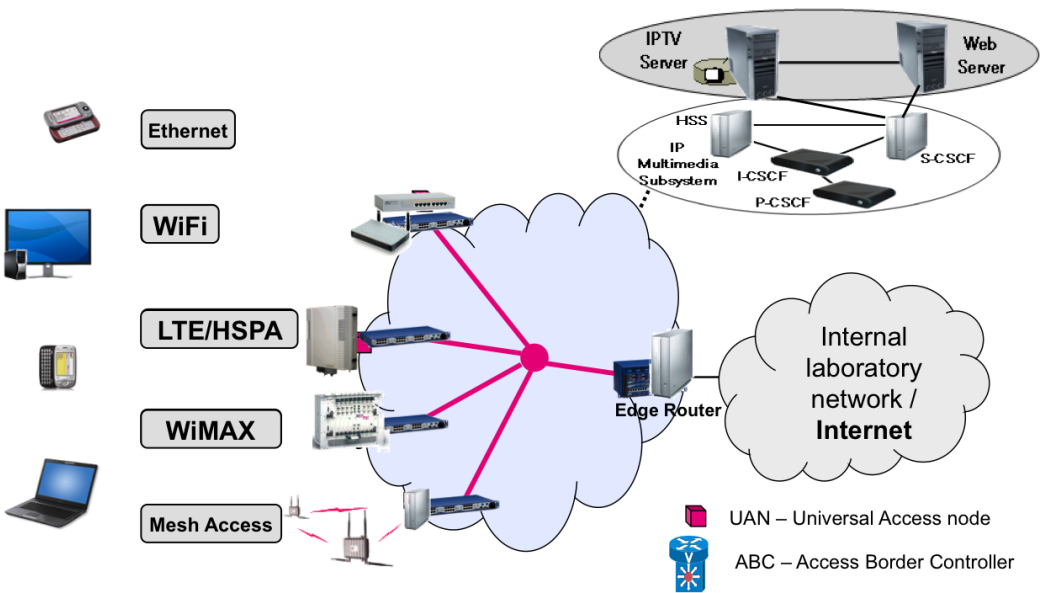 IPTV
Server
Web
Server
HSS
IP
Multimedia
Subsystem
I-CSCF
S-CSCF
P-CSCF
Ethernet
WiFi
LTE/HSPA
WiMAX
Mesh Access
Edge Router
Internal
laboratory
network /
Internet
UAN – Universal Access node
ABC – Access Border Controller